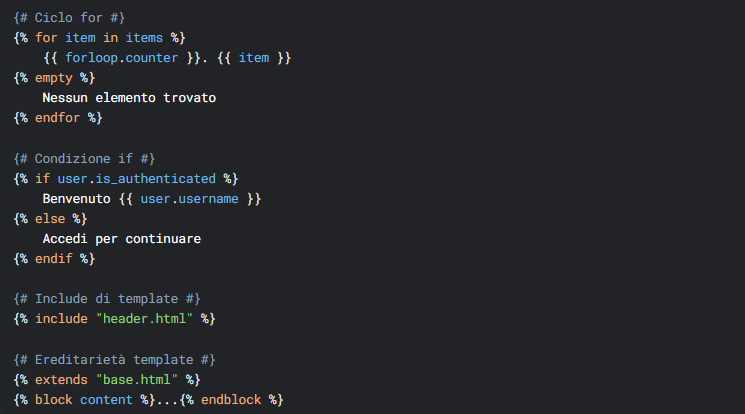 {# Ciclo for #}
{% for item in items %}
    {{ forloop.counter }}. {{ item }}
{% empty %}
    Nessun elemento trovato
{% endfor %}

{# Condizione if #}
{% if user.is_authenticated %}
    Benvenuto {{ user.username }}
{% else %}
    Accedi per continuare
{% endif %}

{# Include di template #}
{% include "header.html" %}

{# Ereditarietà template #}
{% extends "base.html" %}
{% block content %}...{% endblock %}